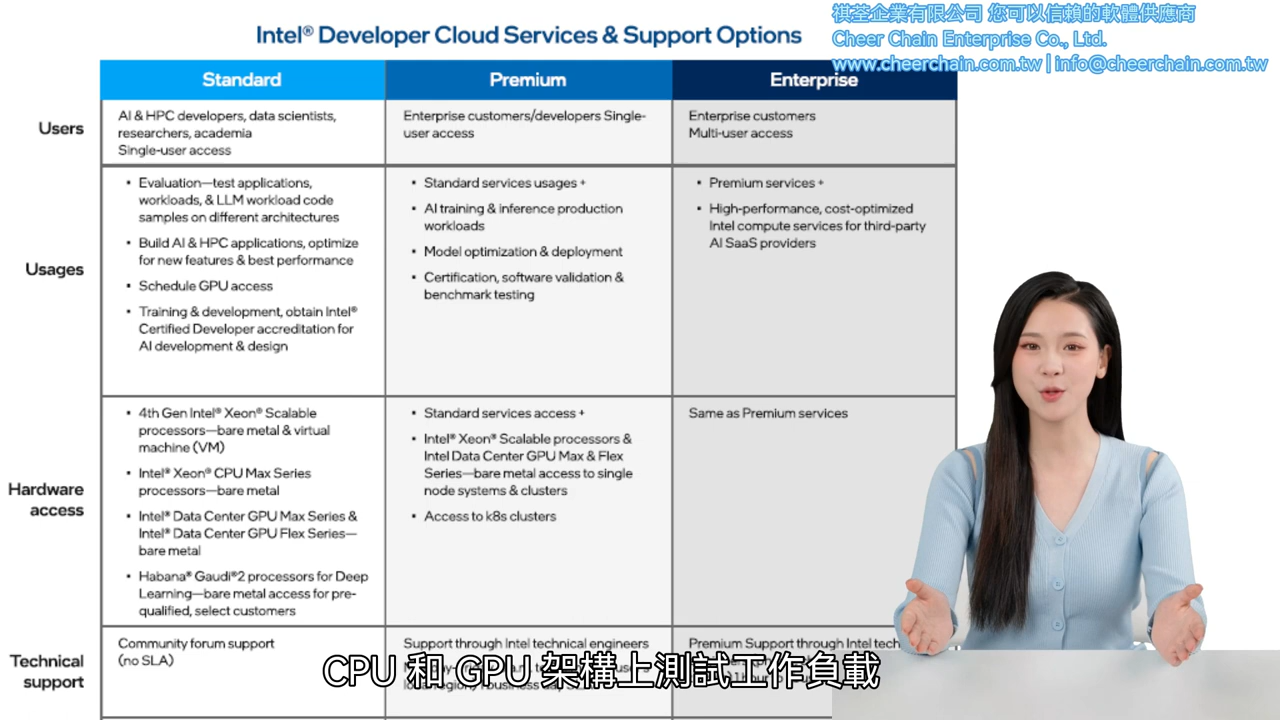 祺荃企業有限公司 您可以信賴的軟體供應商
Cheer Chain Enterprise Co., Ltd.
www.cheerchain.com.tw | info@cheerchain.com.tw
Intel® Developer Cloud Services & Support Options
Standard
Premium
Enterprise
Users
AI & HPC developers, data scientists,
researchers, academia
Single-user access
Enterprise customers/developers Single-
user access
Enterprise customers
Multi-user access
Usages
▪ Evaluation—test applications,
workloads, & LLM workload code
samples on different architectures
▪ Build AI & HPC applications, optimize
for new features & best performance
▪ Schedule GPU access
▪ Training & development, obtain Intel®
Certified Developer accreditation for
AI development & design
▪ Standard services usages +
▪ AI training & inference production
workloads
▪ Model optimization & deployment
▪ Certification, software validation &
benchmark testing
▪ Premium services +
▪ High-performance, cost-optimized
Intel compute services for third-party
AI SaaS providers
Hardware
access
▪ 4th Gen Intel® Xeon® Scalable
processors—bare metal & virtual
machine (VM)
▪ Intel® Xeon® CPU Max Series
processors—bare metal
▪ Intel® Data Center GPU Max Series &
Intel® Data Center GPU Flex Series—
bare metal
▪ Habana® Gaudi®2 processors for Deep
Learning—bare metal access for pre-
qualified, select customers
▪ Standard services access +
▪ Intel® Xeon® Scalable processors &
Intel Data Center GPU Max & Flex
Series—bare metal access to single
node systems & clusters
▪ Access to k8s clusters
Same as Premium services
Technical
support
Community forum support
(no SLA)
Support through Intel technical engineers
Premium Support through Intel tech
CPU 和 GPU 架構上測試工作負載